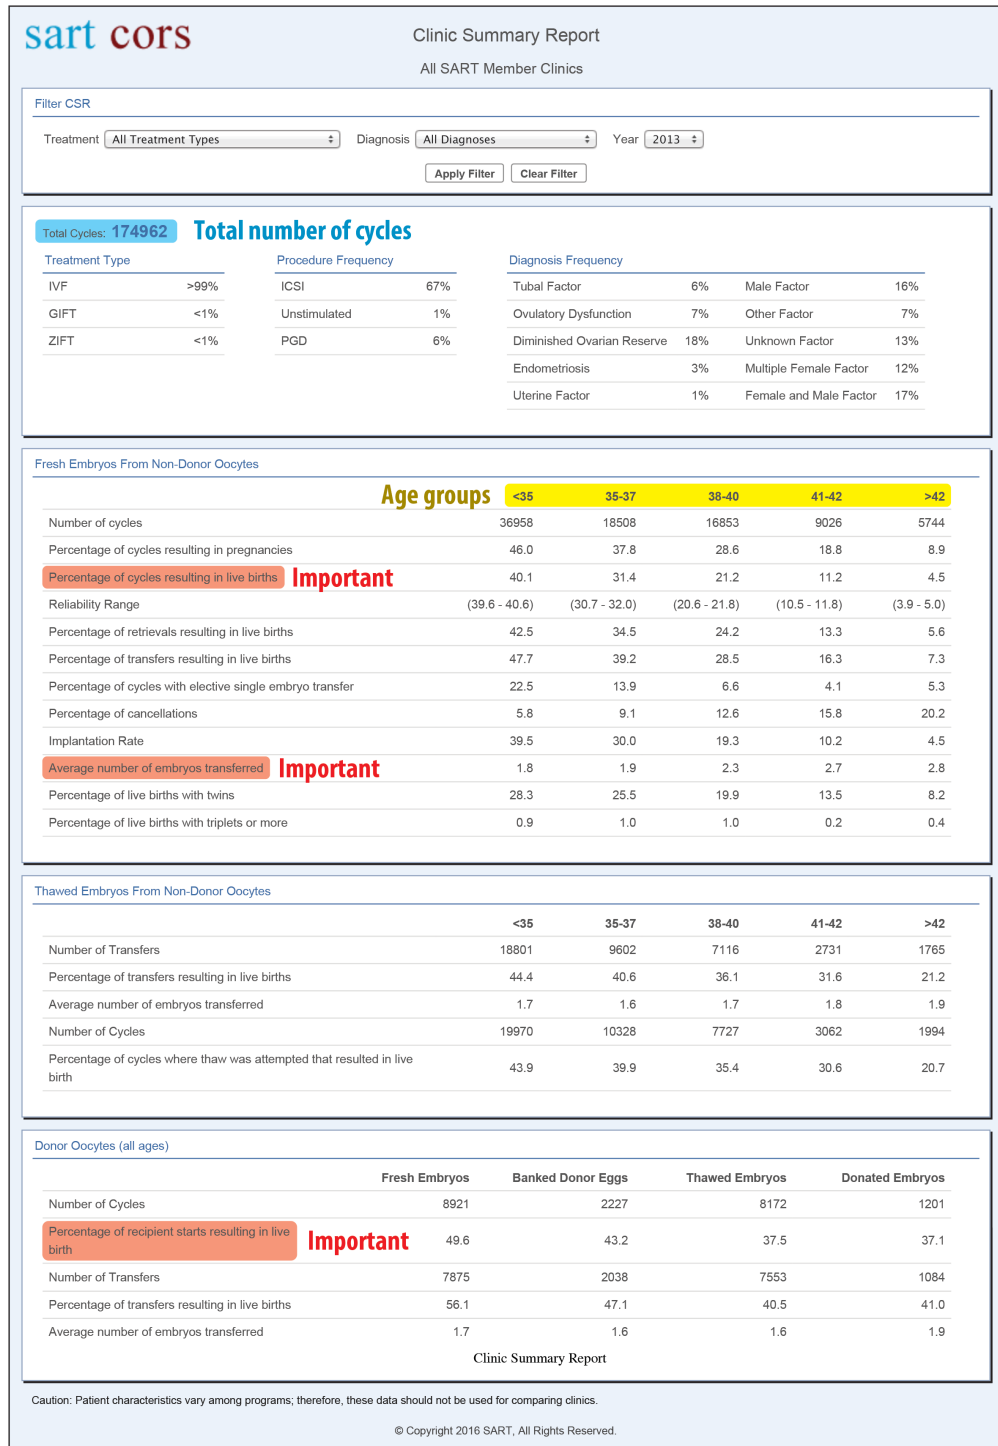 sart cors
Clinic Summary Report
All SART Member Clinics
Filter CSR
Treatment All Treatment Types Diagnosis All Diagnoses Year 2013
Apply Filter Clear Filter
Total Cycles: 174962 Total number of cycles
Treatment Type Procedure Frequency Diagnosis Frequency
IVF >99% ICSI 67% Tubal Factor 6% Male Factor 16%
GIFT <1% Unstimulated 1% Ovulatory Dysfunction 7% Other Factor 7%
ZIFT <1% PGD 6% Diminished Ovarian Reserve 18% Unknown Factor 13%
Endometriosis 3% Multiple Female Factor 12%
Uterine Factor 1% Female and Male Factor 17%
Fresh Embryos From Non-Donor Oocytes
Age groups <35 35-37 38-40 41-42 >42
Number of cycles 36958 18508 16853 9026 5744
Percentage of cycles resulting in pregnancies 46.0 37.8 28.6 18.8 8.9
Percentage of cycles resulting in live births Important 40.1 31.4 21.2 11.2 4.5
Reliability Range (39.6 - 40.6) (30.7 - 32.0) (20.6 - 21.8) (10.5 - 11.8) (3.9 - 5.0)
Percentage of retrievals resulting in live births 42.5 34.5 24.2 13.3 5.6
Percentage of transfers resulting in live births 47.7 39.2 28.5 16.3 7.3
Percentage of cycles with elective single embryo transfer 22.5 13.9 6.6 4.1 5.3
Percentage of cancellations 5.8 9.1 12.6 15.8 20.2
Implantation Rate 39.5 30.0 19.3 10.2 4.5
Average number of embryos transferred Important 1.8 1.9 2.3 2.7 2.8
Percentage of live births with twins 28.3 25.5 19.9 13.5 8.2
Percentage of live births with triplets or more 0.9 1.0 1.0 0.2 0.4
Thawed Embryos From Non-Donor Oocytes
<35 35-37 38-40 41-42 >42
Number of Transfers 18801 9602 7116 2731 1765
Percentage of transfers resulting in live births 44.4 40.6 36.1 31.6 21.2
Average number of embryos transferred 1.7 1.6 1.7 1.8 1.9
Number of Cycles 19970 10328 7727 3062 1994
Percentage of cycles where thaw was attempted that resulted in live
birth 43.9 39.9 35.4 30.6 20.7
Donor Oocytes (all ages)
Fresh Embryos Banked Donor Eggs Thawed Embryos Donated Embryos
Number of Cycles 8921 2227 8172 1201
Percentage of recipient starts resulting in live
birth Important 49.6 43.2 37.5 37.1
Number of Transfers 7875 2038 7553 1084
Percentage of transfers resulting in live births 56.1 47.1 40.5 41.0
Average number of embryos transferred 1.7 1.6 1.6 1.9
Clinic Summary Report
Caution: Patient characteristics vary among programs; therefore, these data should not be used for comparing clinics.
© Copyright 2016 SART, All Rights Reserved.